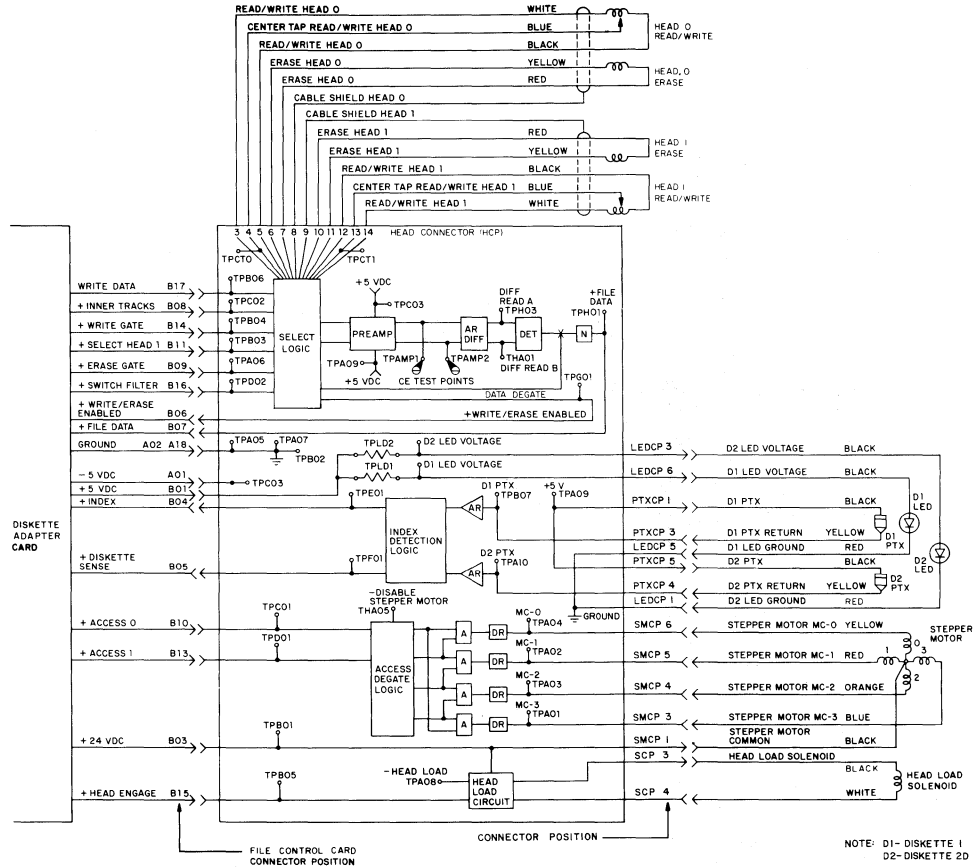 READ/WRITE HEAD 0 WHITE
CENTER TAP READ/WRITE HEAD 0 BLUE
READ/WRITE HEAD 0 BLACK
HEAD 0
READ/WRITE
ERASE HEAD 0 YELLOW
ERASE HEAD 0 RED
HEAD.0
ERASE
CABLE SHIELD HEAD 0
CABLE SHIELD HEAD 1
ERASE HEAD 1 RED
ERASE HEAD 1 YELLOW
HEAD 1
ERASE
READ/WRITE HEAD 1 BLACK
CENTER TAP READ/WRITE HEAD 1 BLUE
READ/WRITE HEAD 1 WHITE
HEAD 1
READ/WRITE
3 4 5 6 7 8 9 10 11 12 13 14 HEAD CONNECTOR (HCP)
TPCT0 TPCT1
WRITE DATA B17 TPB06
+ INNER TRACKS B08 TPC02
+ WRITE GATE B14 TPB04
+ SELECT HEAD 1 B11 TPB03
+ ERASE GATE B09 TPA06
+ SWITCH FILTER B16 TPD02
+ WRITE/ERASE
ENABLED B06
+ FILE DATA B07
GROUND A02 A18
SELECT
LOGIC
+5 VDC
TPC03
PREAMP
TPA09
+5 VDC
TPAMP1 TPAMP2
CE TEST POINTS
AR
DIFF
DIFF
READ A
TPH03
DET
THA01
DIFF READ B
+FILE
DATA
TPH01
N
TPG01
DATA DEGATE
+WRITE/ERASE ENABLED
TPA05 TPA07
TPB02
- 5 VDC A01
TPC03
+ 5 VDC B01
+ INDEX B04
TPLD2 D2 LED VOLTAGE
TPLD1 D1 LED VOLTAGE
TPE01
INDEX
DETECTION
LOGIC
AR
D1 PTX
TPB07
+5 V
TPA09
AR
D2 PTX
TPA10
TPF01
DISKETTE
ADAPTER
CARD
+ DISKETTE
SENSE B05
LEDCP 3 D2 LED VOLTAGE BLACK
LEDCP 6 D1 LED VOLTAGE BLACK
PTXCP 1 D1 PTX BLACK
PTXCP 3 D1 PTX RETURN YELLOW
LEDCP 5 D1 LED GROUND RED
PTXCP 5 D2 PTX BLACK
PTXCP 4 D2 PTX RETURN YELLOW
LEDCP 1 D2 LED GROUND RED
D1
LED
D1
PTX
D2
LED
D2
PTX
GROUND
-DISABLE
STEPPER MOTOR
THA05
+ ACCESS 0 B10 TPC01
+ ACCESS 1 B13 TPD01
ACCESS
DEGATE
LOGIC
A DR MC-0
TPA04
A DR MC-1
TPA02
A DR MC-2
TPA03
A DR MC-3
TPA01
SMCP 6 STEPPER MOTOR MC-0 YELLOW
SMCP 5 STEPPER MOTOR MC-1 RED
SMCP 4 STEPPER MOTOR MC-2 ORANGE
SMCP 3 STEPPER MOTOR MC-3 BLUE
STEPPER MOTOR
SMCP 1 COMMON BLACK
STEPPER
MOTOR
0
1 3
2
+ 24 VDC B03 TPB01
SCP 3 HEAD LOAD SOLENOID
BLACK
-HEAD LOAD
TPA08
HEAD
LOAD
CIRCUIT
TPB05
+ HEAD ENGAGE B15
SCP 4 WHITE
HEAD LOAD
SOLENOID
CONNECTOR POSITION
FILE CONTROL CARD
CONNECTOR POSITION
NOTE: D1- DISKETTE 1
D2- DISKETTE 2D